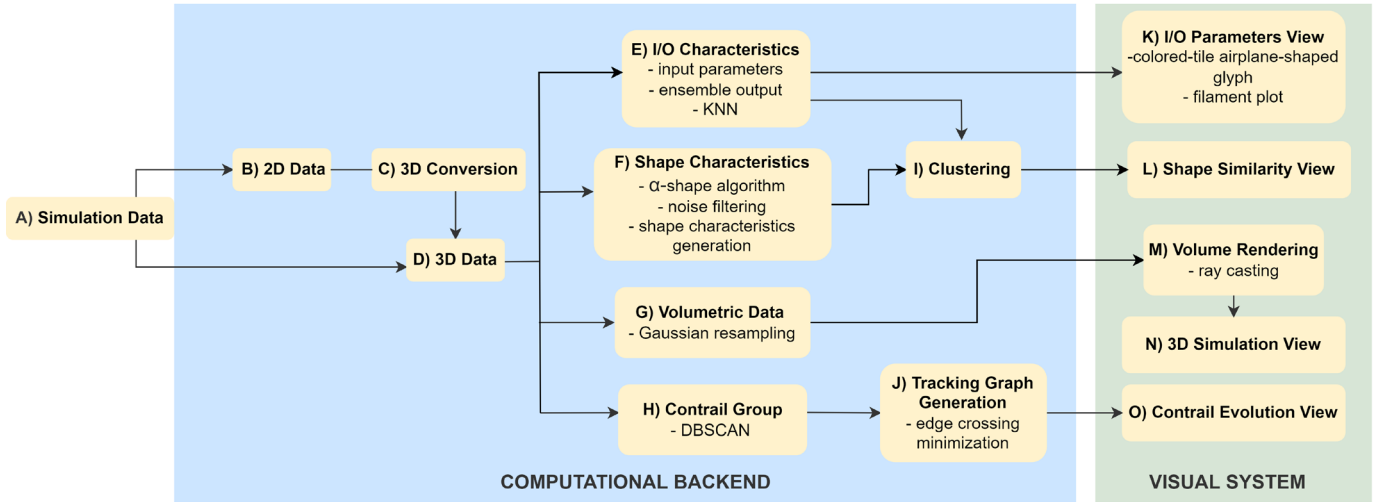 A) Simulation Data
B) 2D Data
C) 3D Conversion
D) 3D Data
E) I/O Characteristics
- input parameters
- ensemble output
- KNN
F) Shape Characteristics
- α-shape algorithm
- noise filtering
- shape characteristics
generation
G) Volumetric Data
- Gaussian resampling
H) Contrail Group
- DBSCAN
I) Clustering
J) Tracking Graph
Generation
- edge crossing
minimization
COMPUTATIONAL BACKEND
K) I/O Parameters View
-colored-tile airplane-shaped
glyph
- filament plot
L) Shape Similarity View
M) Volume Rendering
- ray casting
N) 3D Simulation View
O) Contrail Evolution View
VISUAL SYSTEM